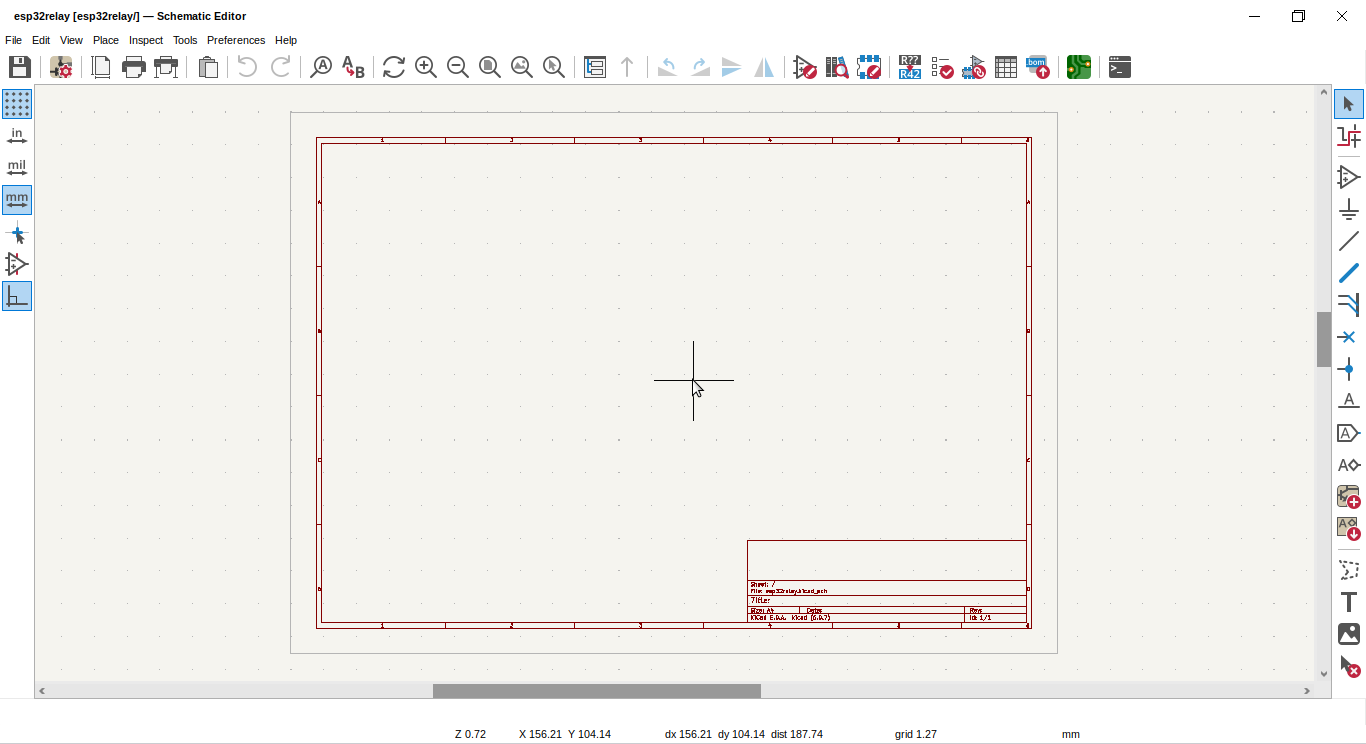 esp32relay [esp32relay/] — Schematic Editor
File Edit View Place Inspect Tools Preferences Help
A
A
B
R??
R42
.bom
in
mil
mm
1 2 3 4 5 6
A A
B B
C C
D D
Sheet: /
File: esp32relay.kicad_sch
Title:
Size: A4 Date: Rev:
KiCad E.D.A. kicad (6.0.7) Id: 1/1
1 2 3 4 5 6
A
A
A
A
T
Z 0.72 X 156.21 Y 104.14 dx 156.21 dy 104.14 dist 187.74 grid 1.27 mm